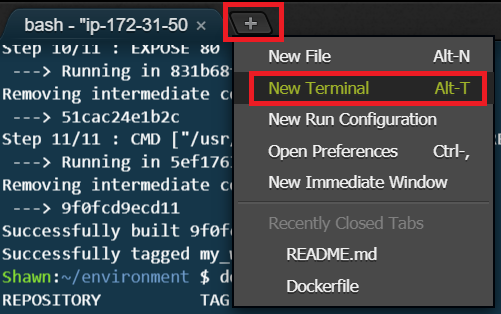 bash - "ip-172-31-50
Step 10/11 : EXPOSE 80
---> Running in 831b68
Removing intermediate co
---> 51cac24e1b2c
Step 11/11 : CMD ["/usr/
---> Running in 5ef176
Removing intermediate co
---> 9f0fcd9ecd11
Successfully built 9f0f
Successfully tagged my_
Shawn:~/environment $ do
REPOSITORY TAG
New File Alt-N
New Terminal Alt-T
New Run Configuration
Open Preferences Ctrl-,
New Immediate Window
Recently Closed Tabs
README.md
Dockerfile